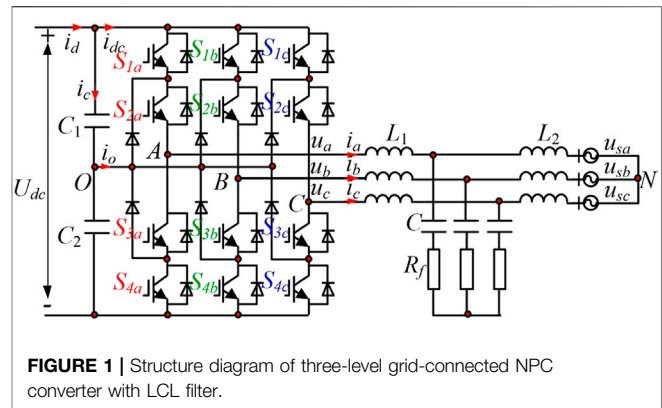 i_d i_dc S_1a S_1b S_1c
i_c S_2a S_2b S_2c
C_1 A u_a i_a L_1 L_2 u_sa
i_o
O B u_b i_b u_sb N
U_dc C u_c i_c u_sc
C_2 S_3a S_3b S_3c C
R_f
S_4a S_4b S_4c
+
-
FIGURE 1 | Structure diagram of three-level grid-connected NPC
converter with LCL filter.